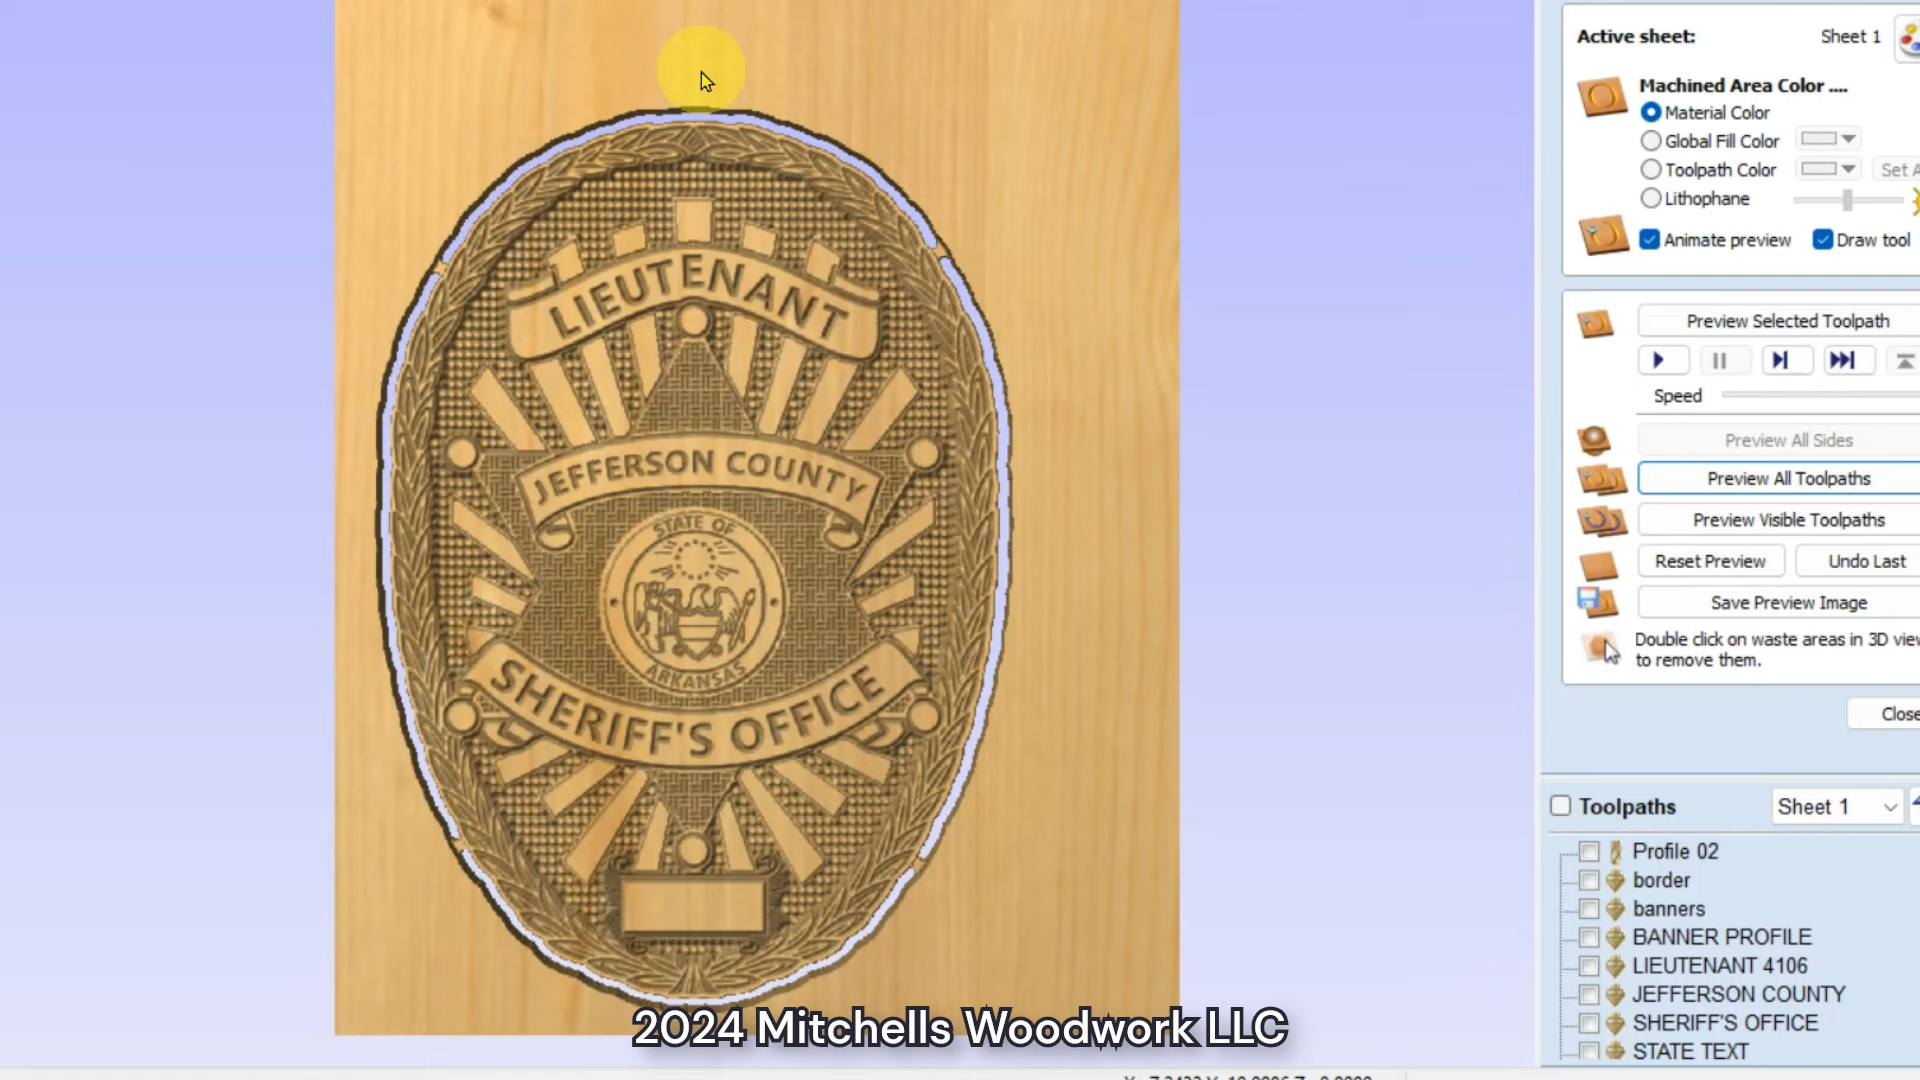 Active sheet: Sheet 1
Machined Area Color ....
Material Color
Global Fill Color
Toolpath Color Set
Lithophane
Animate preview Draw tool
Preview Selected Toolpath
Speed
Preview All Sides
Preview All Toolpaths
Preview Visible Toolpaths
Reset Preview Undo Last
Save Preview Image
Double click on waste areas in 3D view
to remove them.
Close
Toolpaths Sheet 1
Profile 02
border
banners
BANNER PROFILE
LIEUTENANT 4106
JEFFERSON COUNTY
SHERIFF'S OFFICE
STATE TEXT
LIEUTENANT
JEFFERSON COUNTY
STATE OF
ARKANSAS
SHERIFF'S OFFICE
2024 Mitchells Woodwork LLC